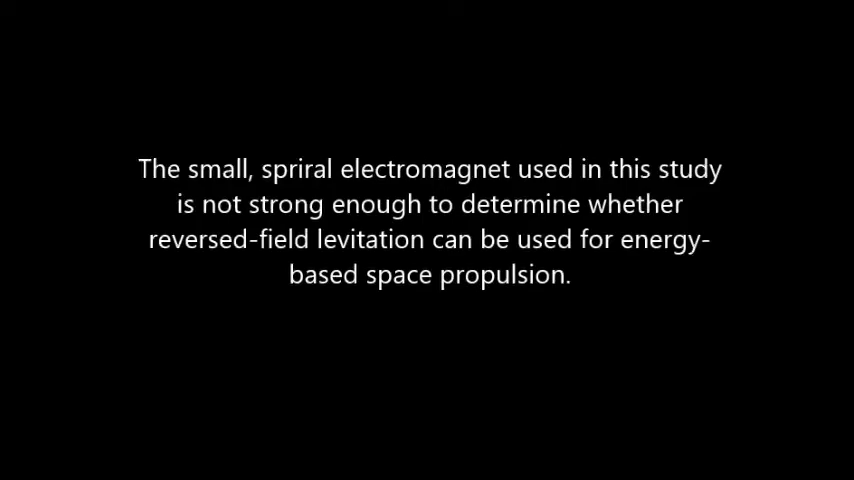 The small, spriral electromagnet used in this study
is not strong enough to determine whether
reversed-field levitation can be used for energy-
based space propulsion.